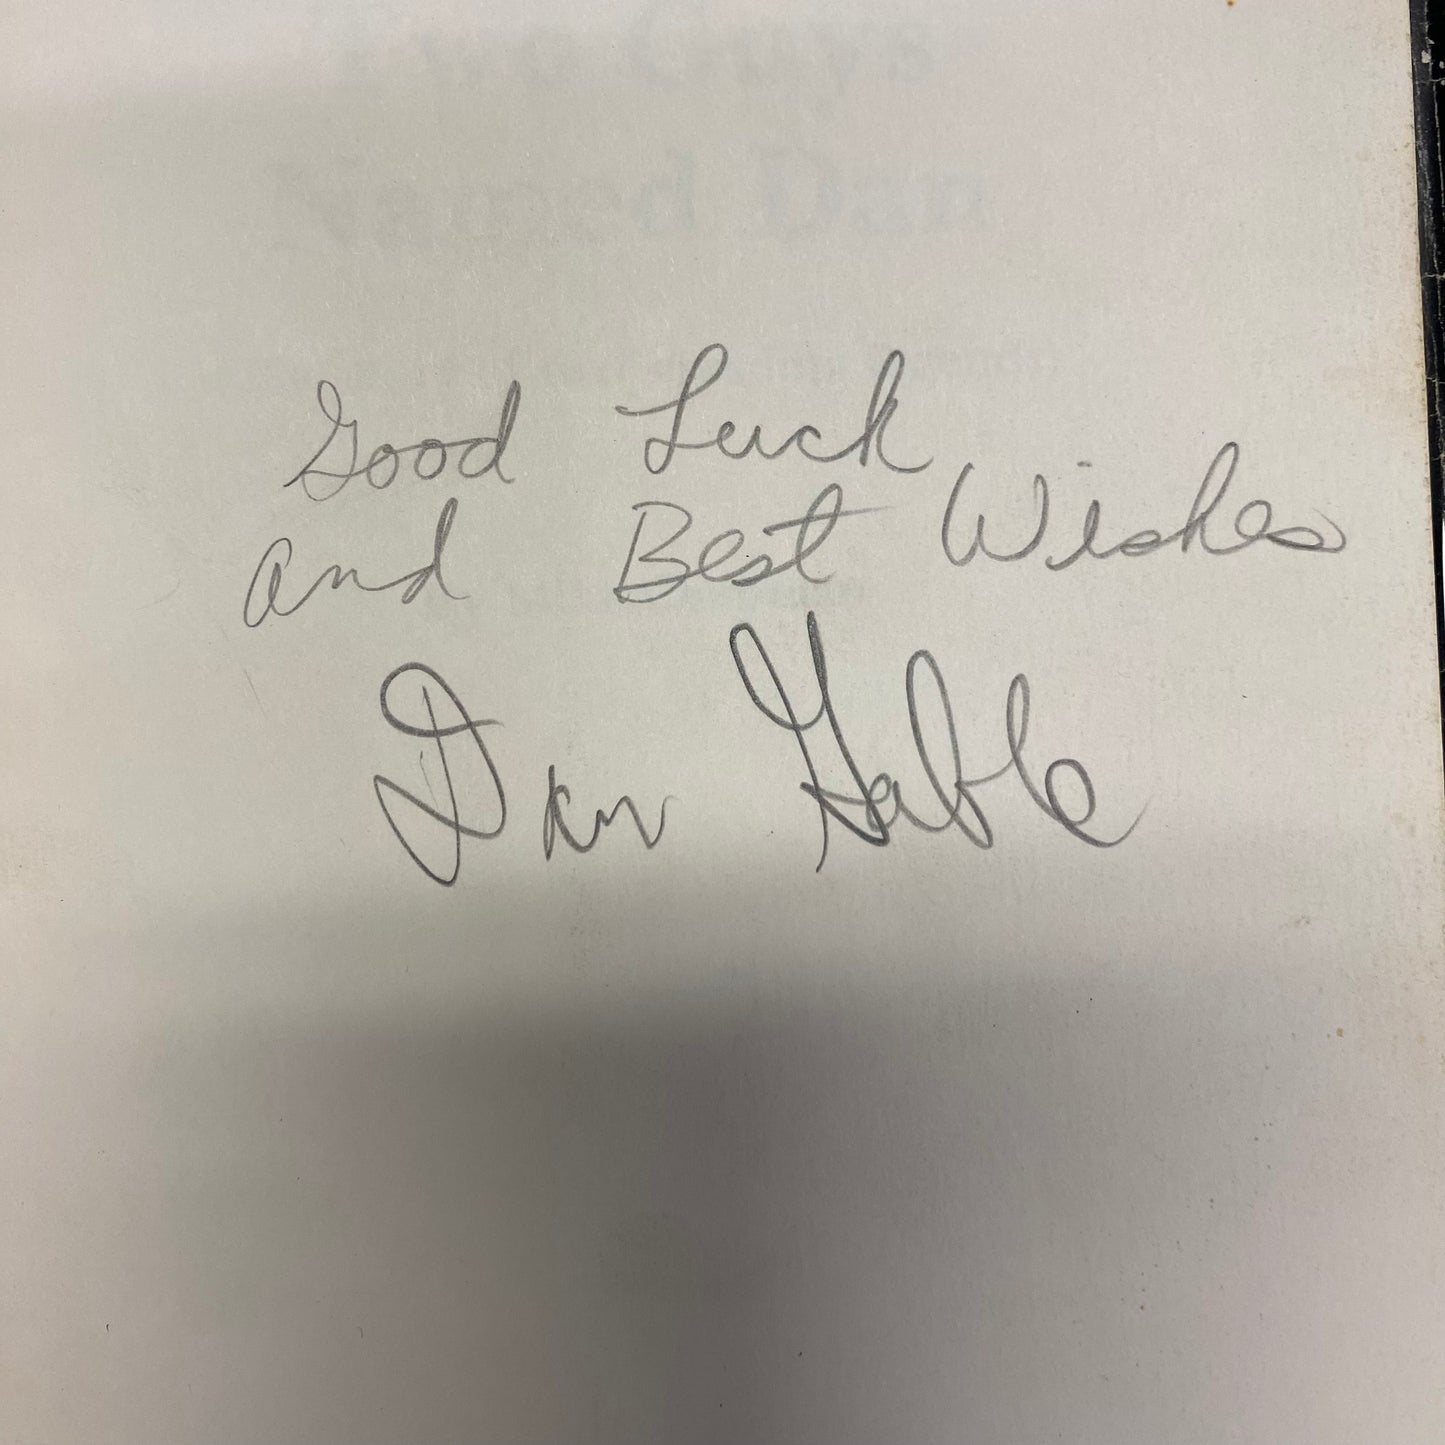 Good Luck
and Best Wishes
Dan Gable